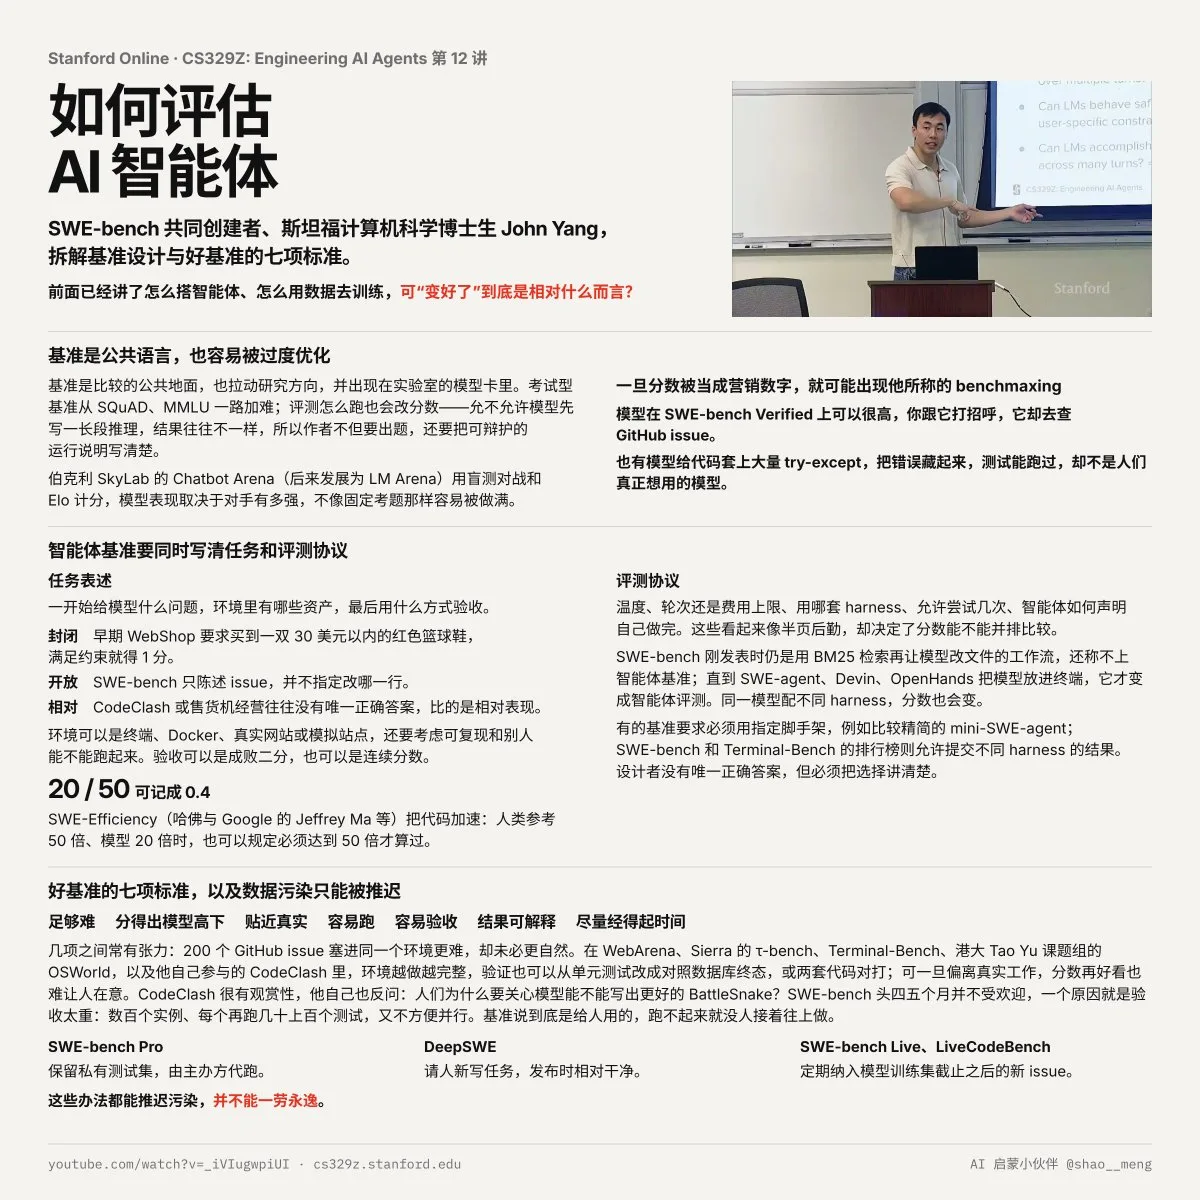 Stanford Online · CS329Z: Engineering AI Agents 第 12 讲
如何评估
AI 智能体
SWE-bench 共同创建者、斯坦福计算机科学博士生 John Yang，
拆解基准设计与好基准的七项标准。
前面已经讲了怎么搭智能体、怎么用数据去训练，可“变好了”到底是相对什么而言？
Can LMs behave saf
user-specific constra
Can LMs accomplish
across many turns?
CS329Z: Engineering AI Agents
Stanford
基准是公共语言，也容易被过度优化
基准是比较的公共地面，也拉动研究方向，并出现在实验室的模型卡里。考试型
基准从 SQuAD、MMLU 一路加难；评测怎么跑也会改分数——允不允许模型先
写一长段推理，结果往往不一样，所以作者不但要出题，还要把可辩护的
运行说明写清楚。
伯克利 SkyLab 的 Chatbot Arena（后来发展为 LM Arena）用盲测对战和
Elo 计分，模型表现取决于对手有多强，不像固定考题那样容易被做满。
一旦分数被当成营销数字，就可能出现他所称的 benchmaxing
模型在 SWE-bench Verified 上可以很高，你跟它打招呼，它却去查
GitHub issue。
也有模型给代码套上大量 try-except，把错误藏起来，测试能跑过，却不是人们
真正想用的模型。
智能体基准要同时写清任务和评测协议
任务表述
一开始给模型什么问题，环境里有哪些资产，最后用什么方式验收。
封闭 早期 WebShop 要求买到一双 30 美元以内的红色篮球鞋，
满足约束就得 1 分。
开放 SWE-bench 只陈述 issue，并不指定改哪一行。
相对 CodeClash 或售货机经营往往没有唯一正确答案，比的是相对表现。
环境可以是终端、Docker、真实网站或模拟站点，还要考虑可复现和别人
能不能跑起来。验收可以是成败二分，也可以是连续分数。
20 / 50 可记成 0.4
SWE-Efficiency（哈佛与 Google 的 Jeffrey Ma 等）把代码加速：人类参考
50 倍、模型 20 倍时，也可以规定必须达到 50 倍才算过。
评测协议
温度、轮次还是费用上限、用哪套 harness、允许尝试几次、智能体如何声明
自己做完。这些看起来像半页后勤，却决定了分数能不能并排比较。
SWE-bench 刚发表时仍是用 BM25 检索再让模型改文件的工作流，还称不上
智能体基准；直到 SWE-agent、Devin、OpenHands 把模型放进终端，它才变
成智能体评测。同一模型配不同 harness，分数也会变。
有的基准要求必须用指定脚手架，例如比较精简的 mini-SWE-agent；
SWE-bench 和 Terminal-Bench 的排行榜则允许提交不同 harness 的结果。
设计者没有唯一正确答案，但必须把选择讲清楚。
好基准的七项标准，以及数据污染只能被推迟
足够难 分得出模型高下 贴近真实 容易跑 容易验收 结果可解释 尽量经得起时间
几项之间常有张力：200 个 GitHub issue 塞进同一个环境更难，却未必更自然。在 WebArena、Sierra 的 τ-bench、Terminal-Bench、港大 Tao Yu 课题组的
OSWorld，以及他自己参与的 CodeClash 里，环境越做越完整，验证也可以从单元测试改成对照数据库终态，或两套代码对打；可一旦偏离真实工作，分数再好看也
难让人在意。CodeClash 很有观赏性，他自己也反问：人们为什么要关心模型能不能写出更好的 BattleSnake？SWE-bench 头四五个月并不受欢迎，一个原因就是验
收太重：数百个实例、每个再跑几十上百个测试，又不方便并行。基准说到底是给人用的，跑不起来就没人接着往上做。
SWE-bench Pro
保留私有测试集，由主办方代跑。
DeepSWE
请人新写任务，发布时相对干净。
SWE-bench Live、LiveCodeBench
定期纳入模型训练集截止之后的新 issue。
这些办法都能推迟污染，并不能一劳永逸。
youtube.com/watch?v=_iVIugwpiUI · cs329z.stanford.edu
AI 启蒙小伙伴 @shao__meng